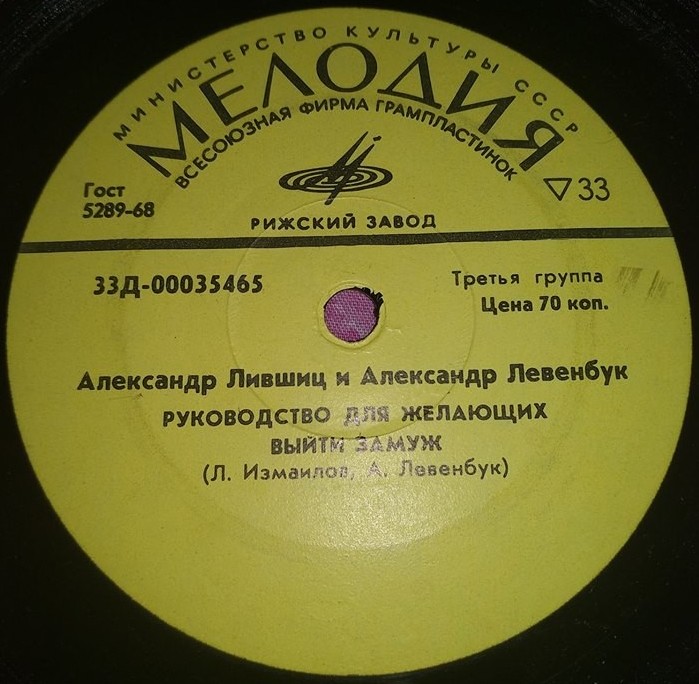 МИНИСТЕРСТВО КУЛЬТУРЫ СССР
МЕЛОДИЯ
ВСЕСОЮЗНАЯ ФИРМА ГРАМПЛАСТИНОК
Гост
5289-68
33
РИЖСКИЙ ЗАВОД
33Д-00035465
Третья группа
Цена 70 коп.
Александр Лившиц и Александр Левенбук
РУКОВОДСТВО ДЛЯ ЖЕЛАЮЩИХ
ВЫЙТИ ЗАМУЖ
(Л. Измаилов, А. Левенбук)